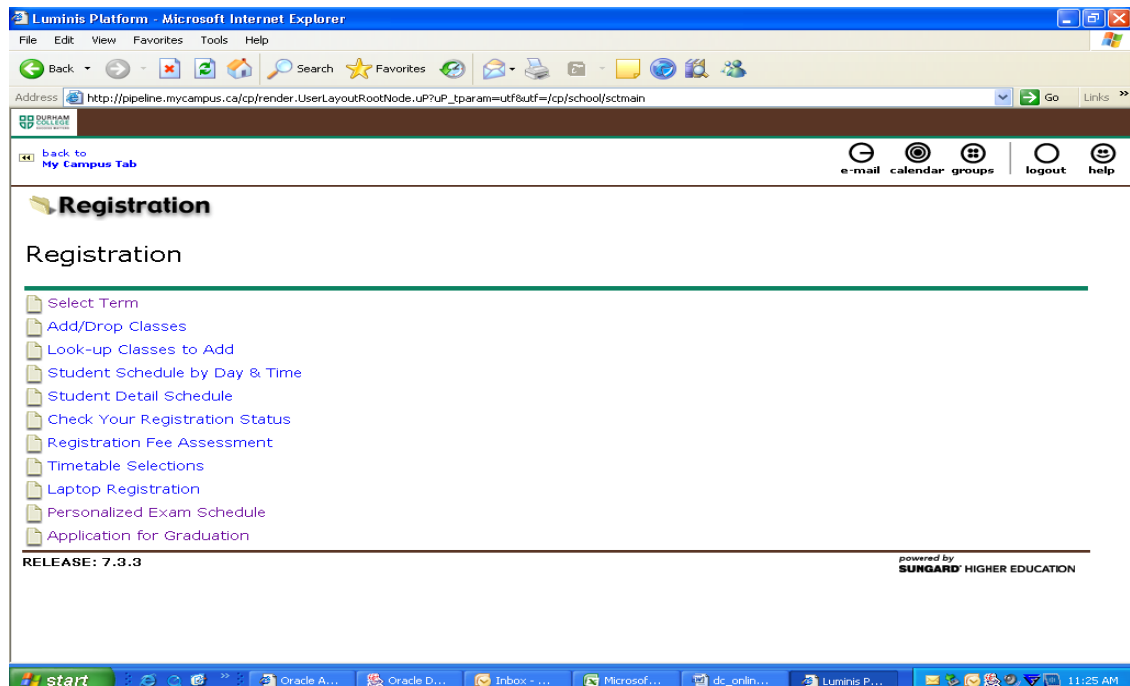 Luminis Platform - Microsoft Internet Explorer
File Edit View Favorites Tools Help
Back Search Favorites
Address http://pipeline.mycampus.ca/cp/render.UserLayoutRootNode.uP?uP_tparam=utf&utf=/cp/school/sctmain Go Links »
DURHAM
COLLEGE
back to
My Campus Tab
e-mail calendar groups logout help
Registration
Registration
Select Term
Add/Drop Classes
Look-up Classes to Add
Student Schedule by Day & Time
Student Detail Schedule
Check Your Registration Status
Registration Fee Assessment
Timetable Selections
Laptop Registration
Personalized Exam Schedule
Application for Graduation
RELEASE: 7.3.3
powered by
SUNGARD® HIGHER EDUCATION
start » Oracle A... Oracle D... Inbox - ... Microsof... dc_onlin... Luminis P... 11:25 AM